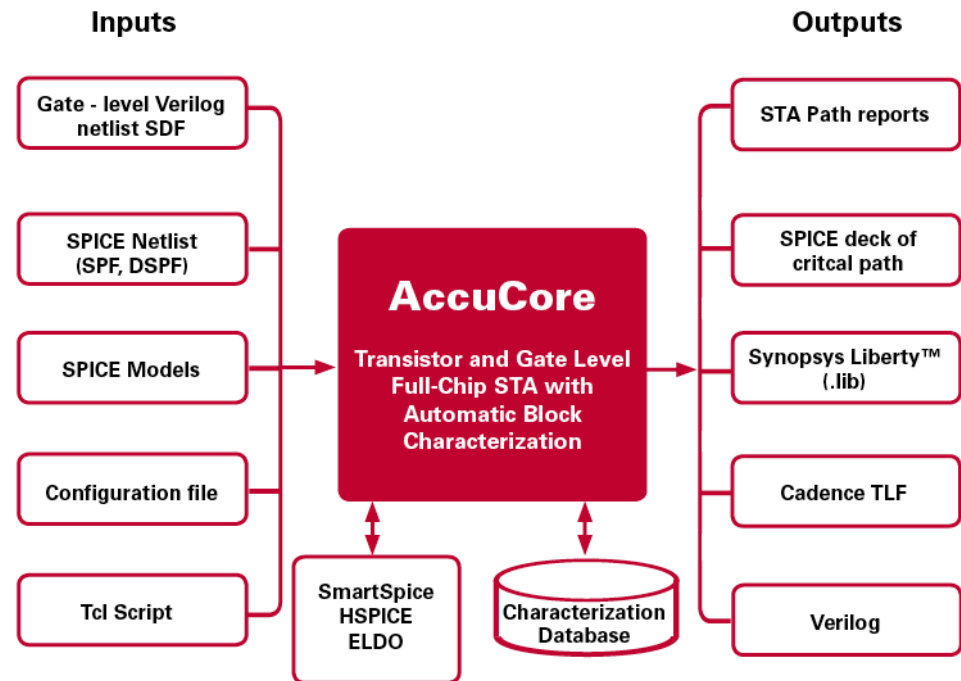 Inputs
Outputs
Gate - level Verilog
netlist SDF
SPICE Netlist
(SPF, DSPF)
SPICE Models
Configuration file
Tcl Script
AccuCore
Transistor and Gate Level
Full-Chip STA with
Automatic Block
Characterization
SmartSpice
HSPICE
ELDO
Characterization
Database
STA Path reports
SPICE deck of
critcal path
Synopsys Liberty™
(.lib)
Cadence TLF
Verilog